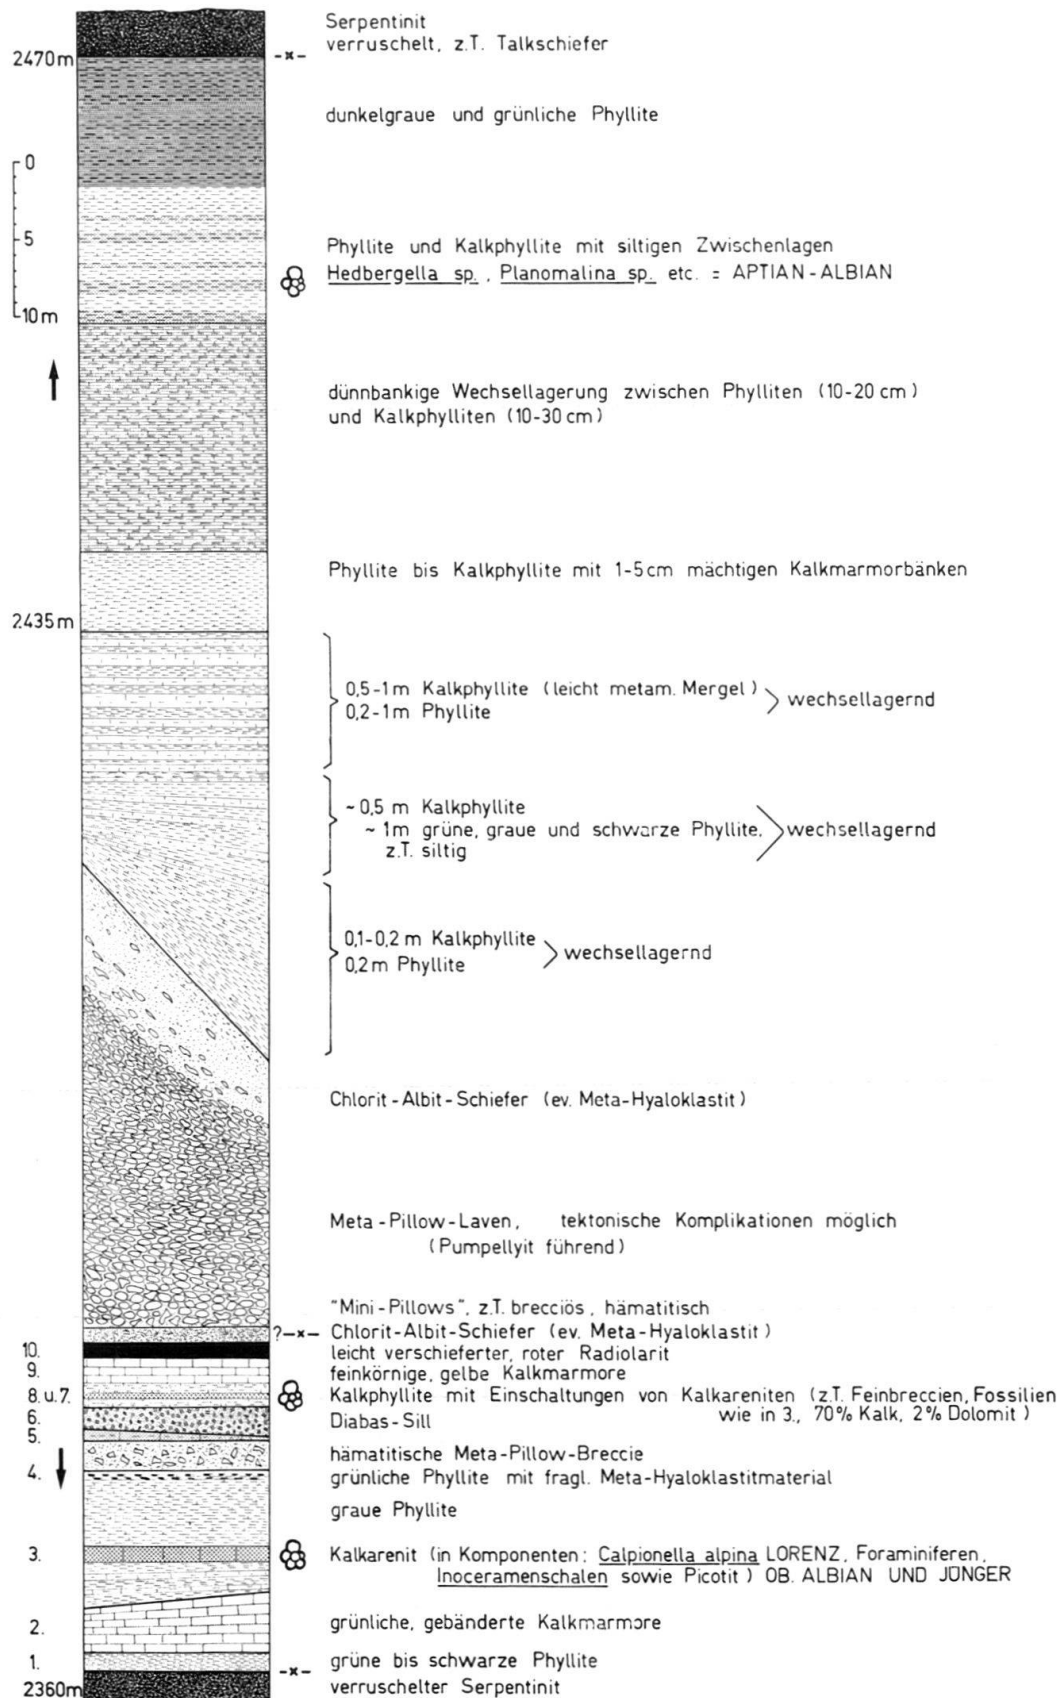 Serpentinit
verruschelt, z.T. Talkschiefer
2470m
-x-
dunkelgraue und grünliche Phyllite
0
5
10m
Phyllite und Kalkphyllite mit siltigen Zwischenlagen
Hedbergella sp., Planomalina sp. etc. = APTIAN-ALBIAN
dünnbankige Wechsellagerung zwischen Phylliten (10-20 cm)
und Kalkphylliten (10-30 cm)
Phyllite bis Kalkphyllite mit 1-5cm mächtigen Kalkmarmorbänken
2435m
0,5-1m Kalkphyllite (leicht metam. Mergel)
0,2-1m Phyllite
wechsellagernd
~0,5 m Kalkphyllite
~1m grüne, graue und schwarze Phyllite,
z.T. siltig
wechsellagernd
0,1-0,2 m Kalkphyllite
0,2m Phyllite
wechsellagernd
Chlorit-Albit-Schiefer (ev. Meta-Hyaloklastit)
Meta-Pillow-Laven, tektonische Komplikationen möglich
(Pumpellyit führend)
"Mini-Pillows", z.T. brecciös, hämatitisch
?-x- Chlorit-Albit-Schiefer (ev. Meta-Hyaloklastit)
10. leicht verschieferter, roter Radiolarit
9. feinkörnige, gelbe Kalkmarmore
8. u. 7. Kalkphyllite mit Einschaltungen von Kalkareniten (z.T. Feinbreccien, Fossilien
wie in 3., 70% Kalk, 2% Dolomit)
6. Diabas-Sill
5.
hämatitische Meta-Pillow-Breccie
4. grünliche Phyllite mit fragl. Meta-Hyaloklastitmaterial
graue Phyllite
3. Kalkarenit (in Komponenten: Calpionella alpina LORENZ, Foraminiferen,
Inoceramenschalen sowie Picotit) OB. ALBIAN UND JÜNGER
2. grünliche, gebänderte Kalkmarmore
1. grüne bis schwarze Phyllite
-x-
2360m verruschelter Serpentinit